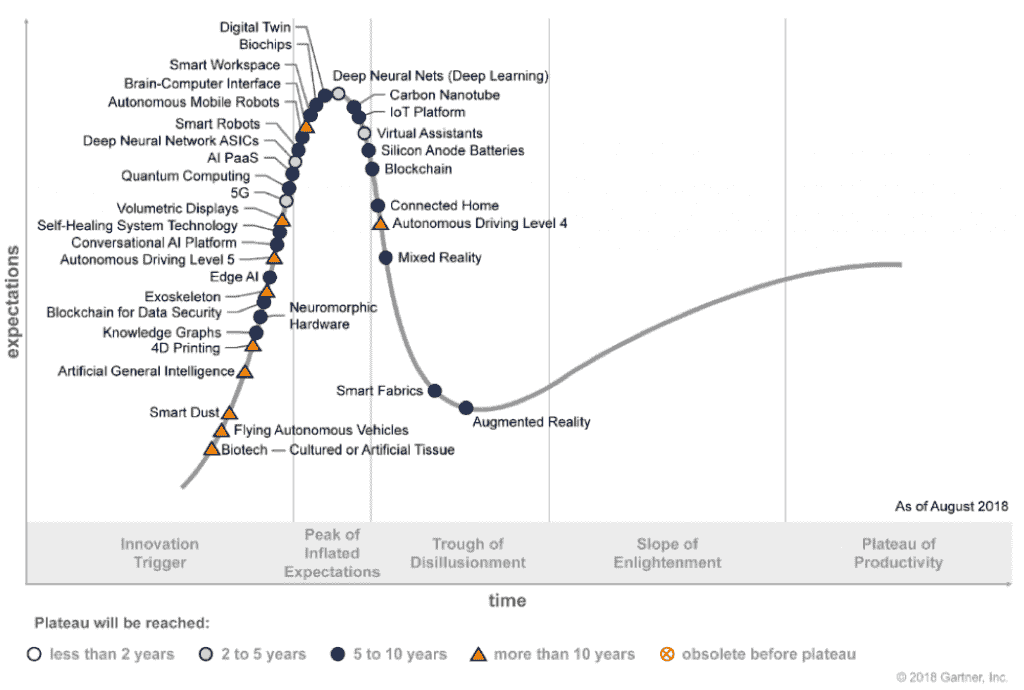 Digital Twin
Biochips
Smart Workspace
Brain-Computer Interface
Autonomous Mobile Robots
Smart Robots
Deep Neural Network ASICs
AI PaaS
Quantum Computing
5G
Volumetric Displays
Self-Healing System Technology
Conversational AI Platform
Autonomous Driving Level 5
Edge AI
Exoskeleton
Blockchain for Data Security
Neuromorphic
Hardware
Knowledge Graphs
4D Printing
Artificial General Intelligence
Smart Dust
Flying Autonomous Vehicles
Biotech — Cultured or Artificial Tissue
Deep Neural Nets (Deep Learning)
Carbon Nanotube
IoT Platform
Virtual Assistants
Silicon Anode Batteries
Blockchain
Connected Home
Autonomous Driving Level 4
Mixed Reality
Smart Fabrics
Augmented Reality
expectations
As of August 2018
Innovation
Trigger
Peak of
Inflated
Expectations
Trough of
Disillusionment
Slope of
Enlightenment
Plateau of
Productivity
time
Plateau will be reached:
less than 2 years
2 to 5 years
5 to 10 years
more than 10 years
obsolete before plateau
© 2018 Gartner, Inc.